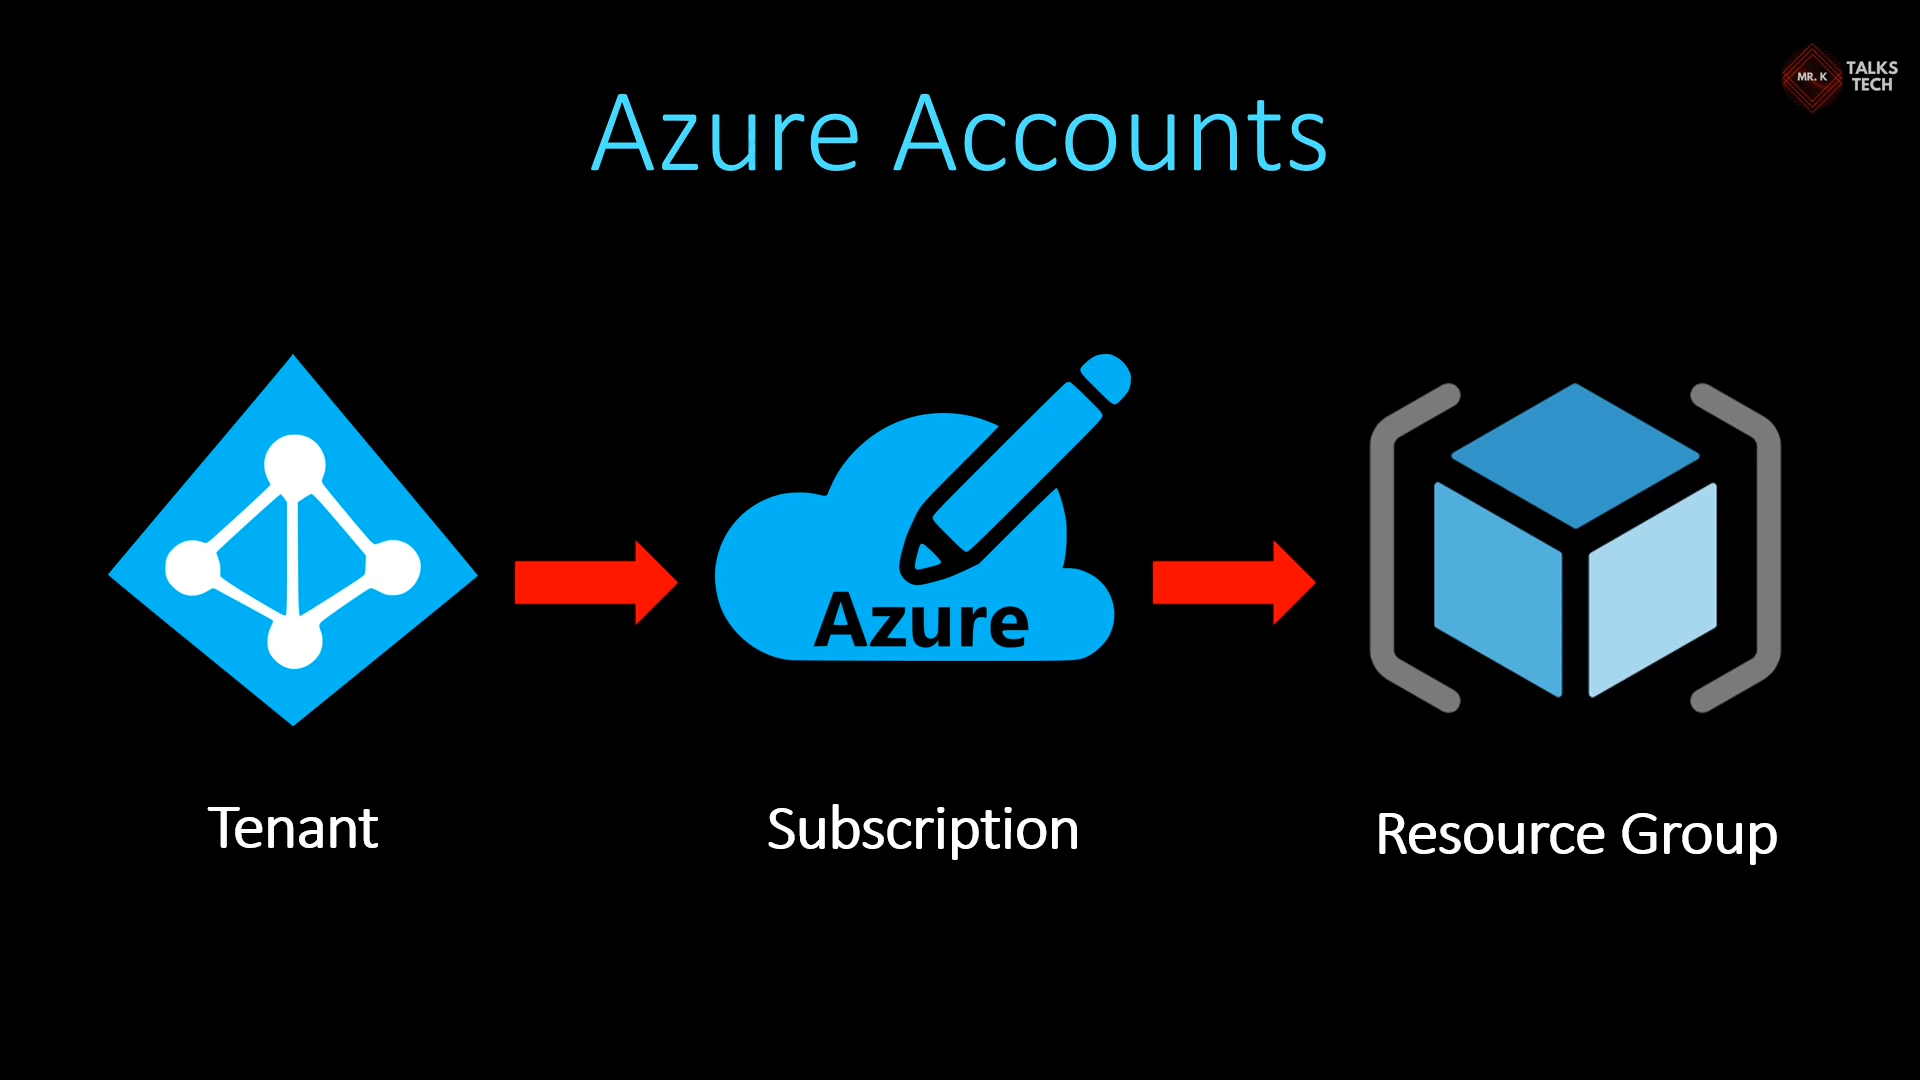 MR. K
TALKS
TECH
Azure Accounts
Azure
Tenant
Subscription
Resource Group